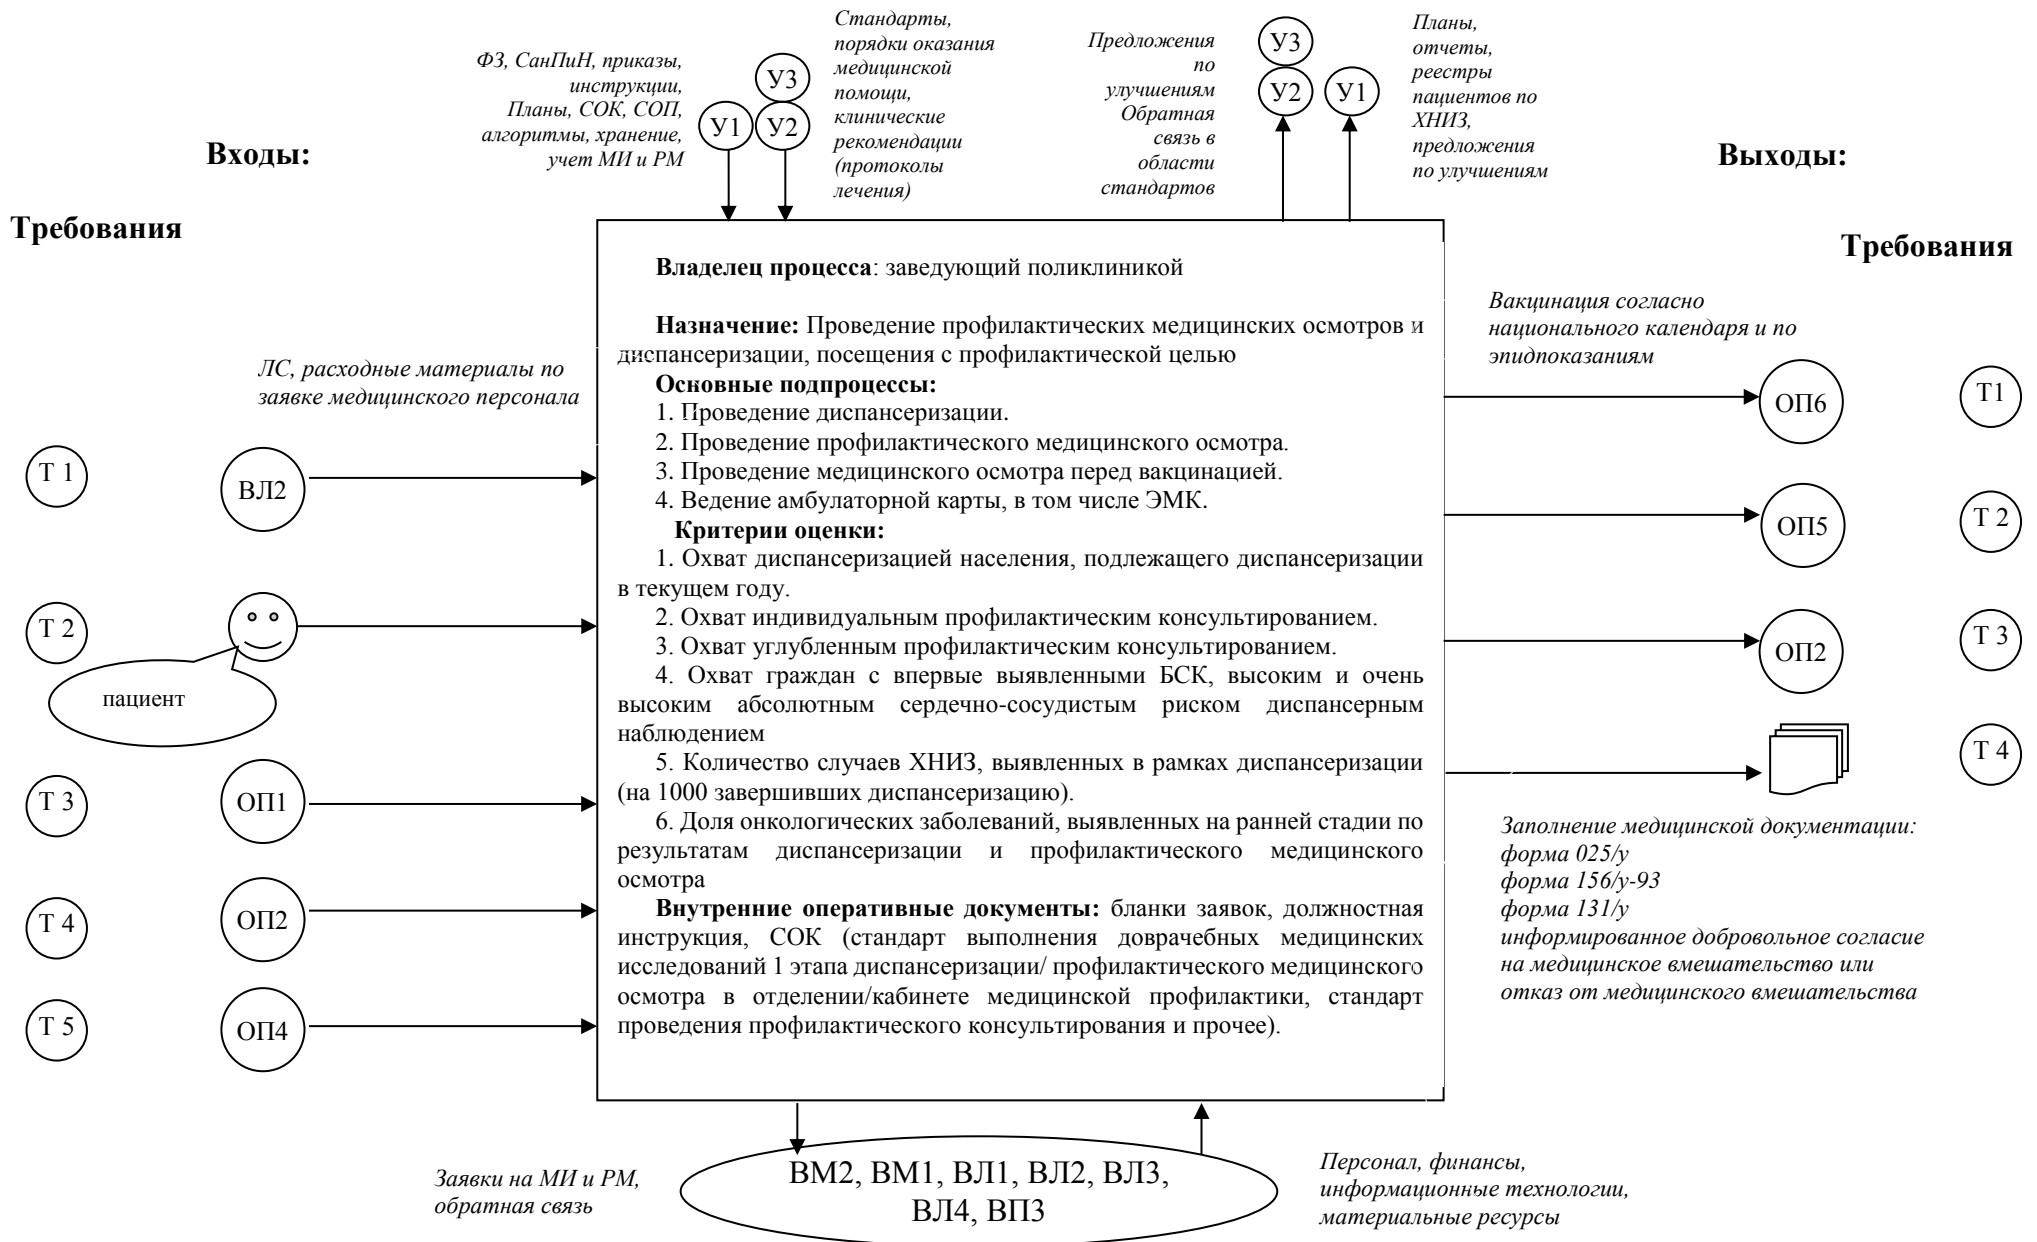 ФЗ, СанПиН, приказы,
инструкции,
Планы, СОК, СОП,
алгоритмы, хранение,
учет МИ и РМ
У1
У3
У2
Стандарты,
порядки оказания
медицинской
помощи,
клинические
рекомендации
(протоколы
лечения)
Предложения
по
улучшениям
Обратная
связь в
области
стандартов
У3
У2
У1
Планы,
отчеты,
реестры
пациентов по
ХНИЗ,
предложения
по улучшениям
Входы:
Выходы:
Требования
Требования
ЛС, расходные материалы по
заявке медицинского персонала
Т 1
ВЛ2
Т 2
пациент
Т 3
ОП1
Т 4
ОП2
Т 5
ОП4
Владелец процесса: заведующий поликлиникой
Назначение: Проведение профилактических медицинских осмотров и
диспансеризации, посещения с профилактической целью
Основные подпроцессы:
1. Проведение диспансеризации.
2. Проведение профилактического медицинского осмотра.
3. Проведение медицинского осмотра перед вакцинацией.
4. Ведение амбулаторной карты, в том числе ЭМК.
Критерии оценки:
1. Охват диспансеризацией населения, подлежащего диспансеризации
в текущем году.
2. Охват индивидуальным профилактическим консультированием.
3. Охват углубленным профилактическим консультированием.
4. Охват граждан с впервые выявленными БСК, высоким и очень
высоким абсолютным сердечно-сосудистым риском диспансерным
наблюдением
5. Количество случаев ХНИЗ, выявленных в рамках диспансеризации
(на 1000 завершивших диспансеризацию).
6. Доля онкологических заболеваний, выявленных на ранней стадии по
результатам диспансеризации и профилактического медицинского
осмотра
Внутренние оперативные документы: бланки заявок, должностная
инструкция, СОК (стандарт выполнения доврачебных медицинских
исследований 1 этапа диспансеризации/ профилактического медицинского
осмотра в отделении/кабинете медицинской профилактики, стандарт
проведения профилактического консультирования и прочее).
Вакцинация согласно
национального календаря и по
эпидпоказаниям
ОП6
Т1
ОП5
Т 2
ОП2
Т 3
Т 4
Заполнение медицинской документации:
форма 025/у
форма 156/у-93
форма 131/у
информированное добровольное согласие
на медицинское вмешательство или
отказ от медицинского вмешательства
Заявки на МИ и РМ,
обратная связь
ВМ2, ВМ1, ВЛ1, ВЛ2, ВЛ3,
ВЛ4, ВП3
Персонал, финансы,
информационные технологии,
материальные ресурсы